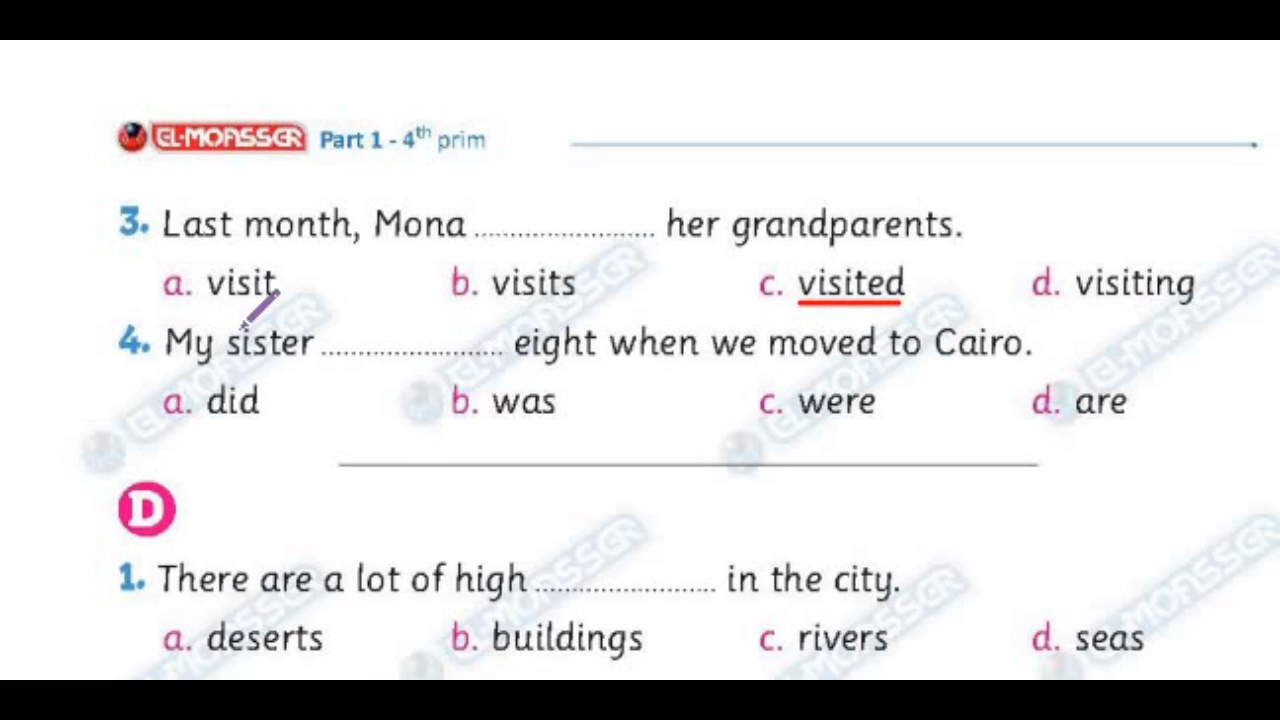 EL-MOASSER Part 1 - 4th prim
3. Last month, Mona ........................ her grandparents.
a. visit b. visits c. visited d. visiting
4. My sister ........................ eight when we moved to Cairo.
a. did b. was c. were d. are
D
1. There are a lot of high ........................ in the city.
a. deserts b. buildings c. rivers d. seas